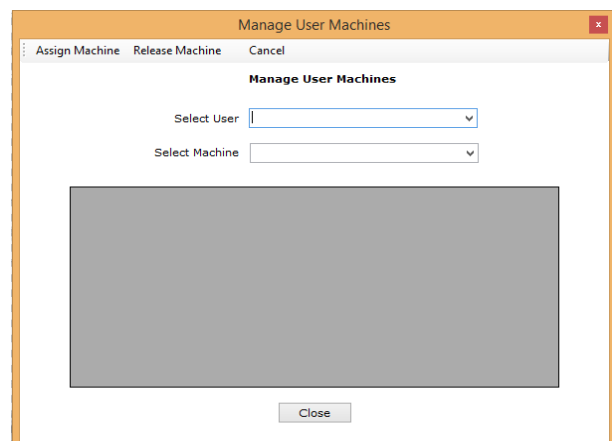 Manage User Machines
x
Assign Machine Release Machine Cancel
Manage User Machines
Select User
Select Machine
Close